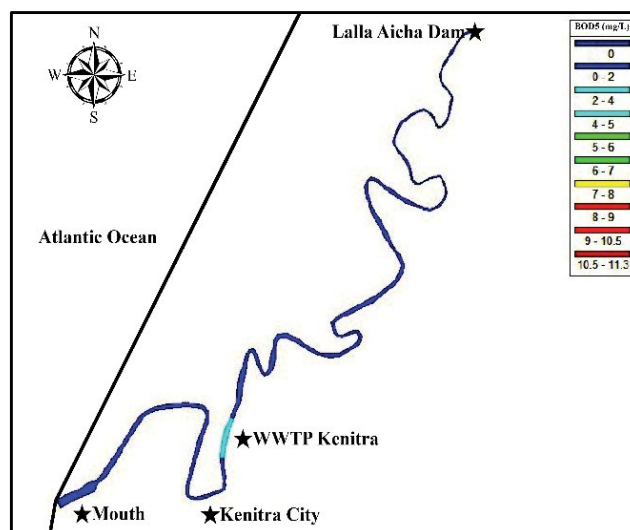 Lalla Aicha Dam
N
W
E
S
Atlantic Ocean
WWTP Kenitra
Mouth
Kenitra City
BOD5 (mg/L)
0
0 - 2
2 - 4
4 - 5
5 - 6
6 - 7
7 - 8
8 - 9
9 - 10.5
10.5 - 11.3